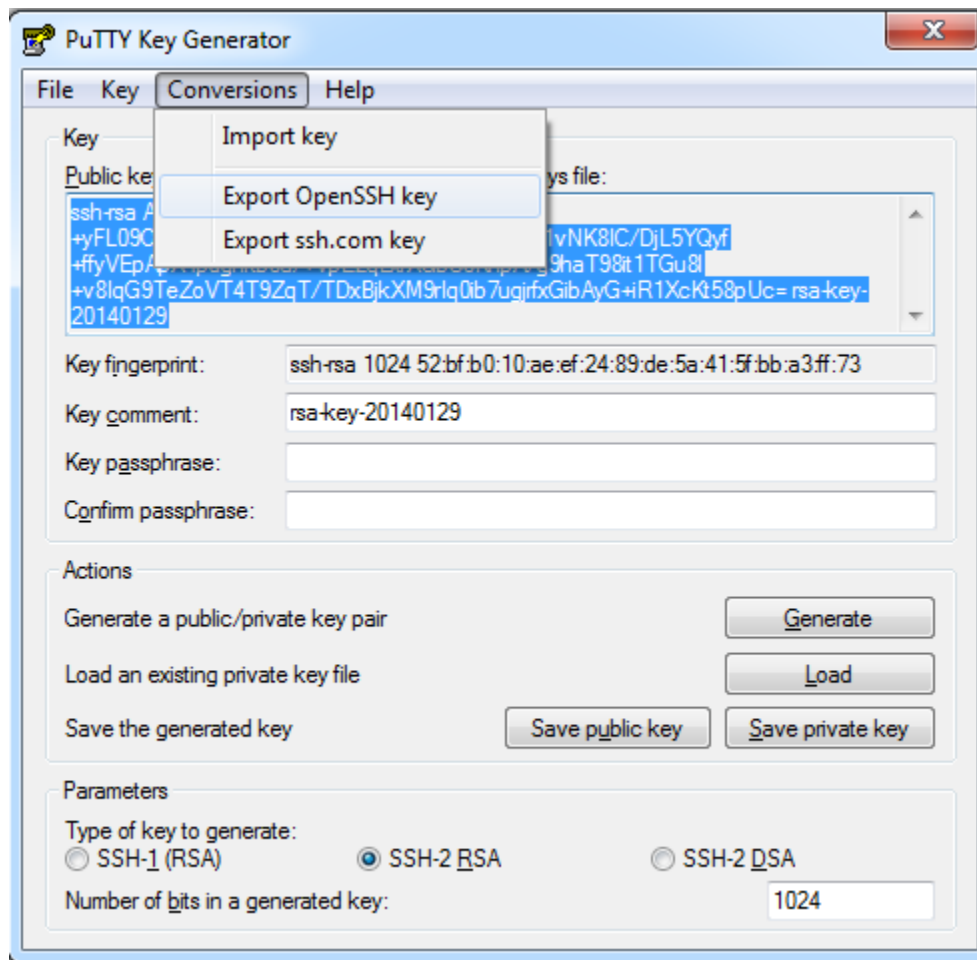 PuTTY Key Generator
File Key Conversions Help
Import key
Export OpenSSH key
Export ssh.com key
Key
Public ke ys file:
ssh-rsa A
+yFL09C 1vNK8IC/DjL5YQyf
+ffyVEpA 9haT98it1TGu8I
+v8IqG9TeZoVT4T9ZqT/TDxBjkXM9rIq0ib7ugjrfxGibAyG+iR1XcKt58pUc= rsa-key-
20140129
Key fingerprint: ssh-rsa 1024 52:bf:b0:10:ae:ef:24:89:de:5a:41:5f:bb:a3:ff:73
Key comment: rsa-key-20140129
Key passphrase:
Confirm passphrase:
Actions
Generate a public/private key pair Generate
Load an existing private key file Load
Save the generated key Save public key Save private key
Parameters
Type of key to generate:
SSH-1 (RSA) SSH-2 RSA SSH-2 DSA
Number of bits in a generated key: 1024